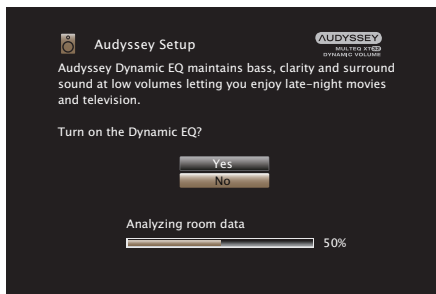 Audyssey Setup
AUDYSSEY
MULTEQ XT32
DYNAMIC VOLUME
Audyssey Dynamic EQ maintains bass, clarity and surround
sound at low volumes letting you enjoy late-night movies
and television.
Turn on the Dynamic EQ?
Yes
No
Analyzing room data
50%